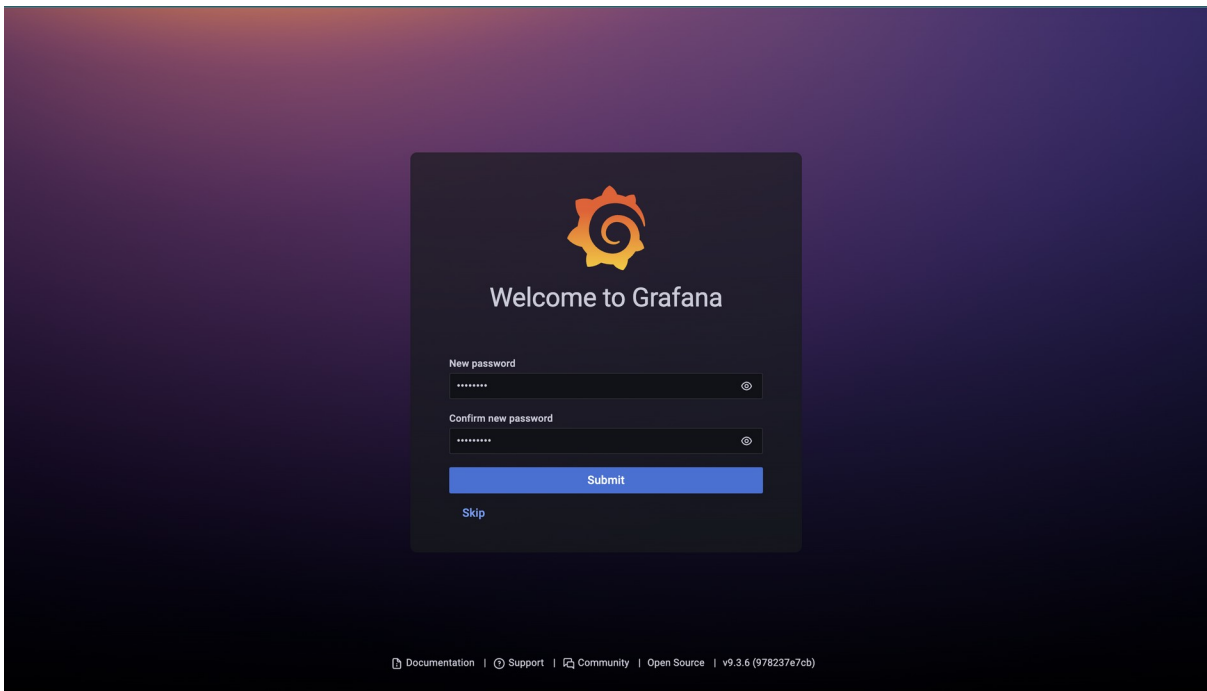 Welcome to Grafana
New password
••••••••
Confirm new password
•••••••••
Submit
Skip
Documentation | Support | Community | Open Source | v9.3.6 (978237e7cb)